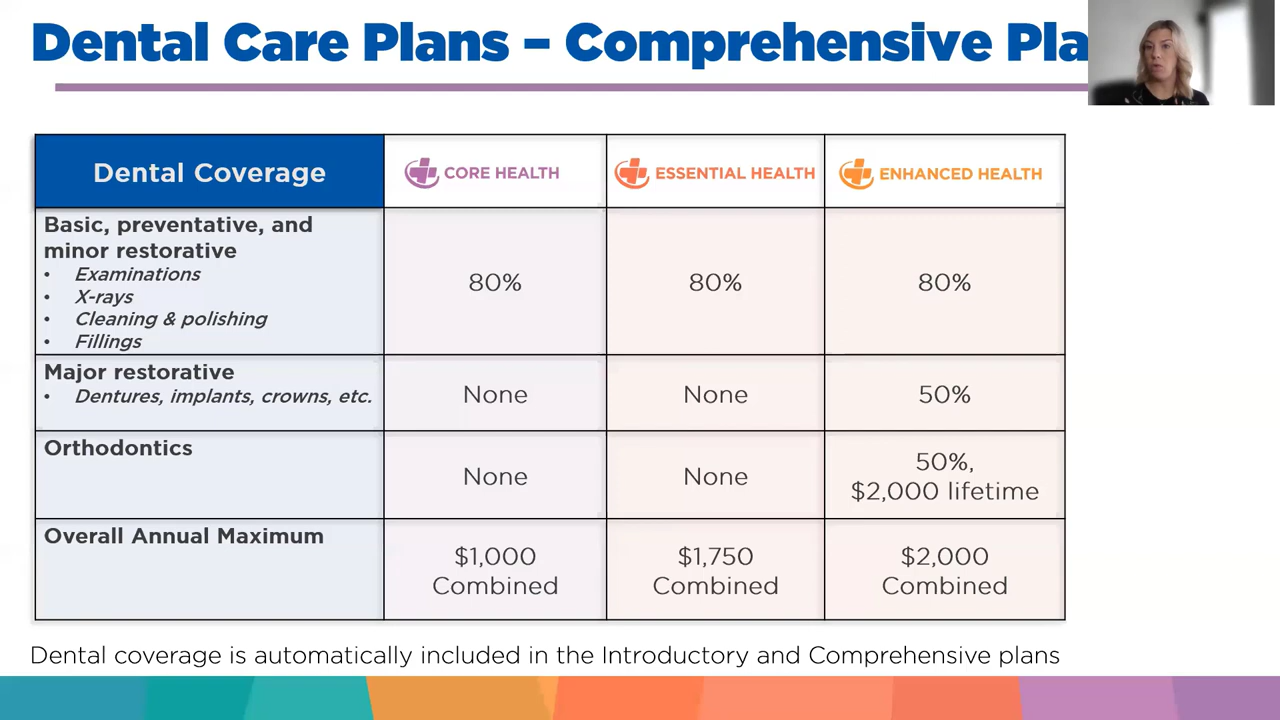 Dental Care Plans – Comprehensive Pla
Dental Coverage
CORE HEALTH
ESSENTIAL HEALTH
ENHANCED HEALTH
Basic, preventative, and
minor restorative
• Examinations
• X-rays
• Cleaning & polishing
• Fillings
80%
80%
80%
Major restorative
• Dentures, implants, crowns, etc.
None
None
50%
Orthodontics
None
None
50%,
$2,000 lifetime
Overall Annual Maximum
$1,000
Combined
$1,750
Combined
$2,000
Combined
Dental coverage is automatically included in the Introductory and Comprehensive plans